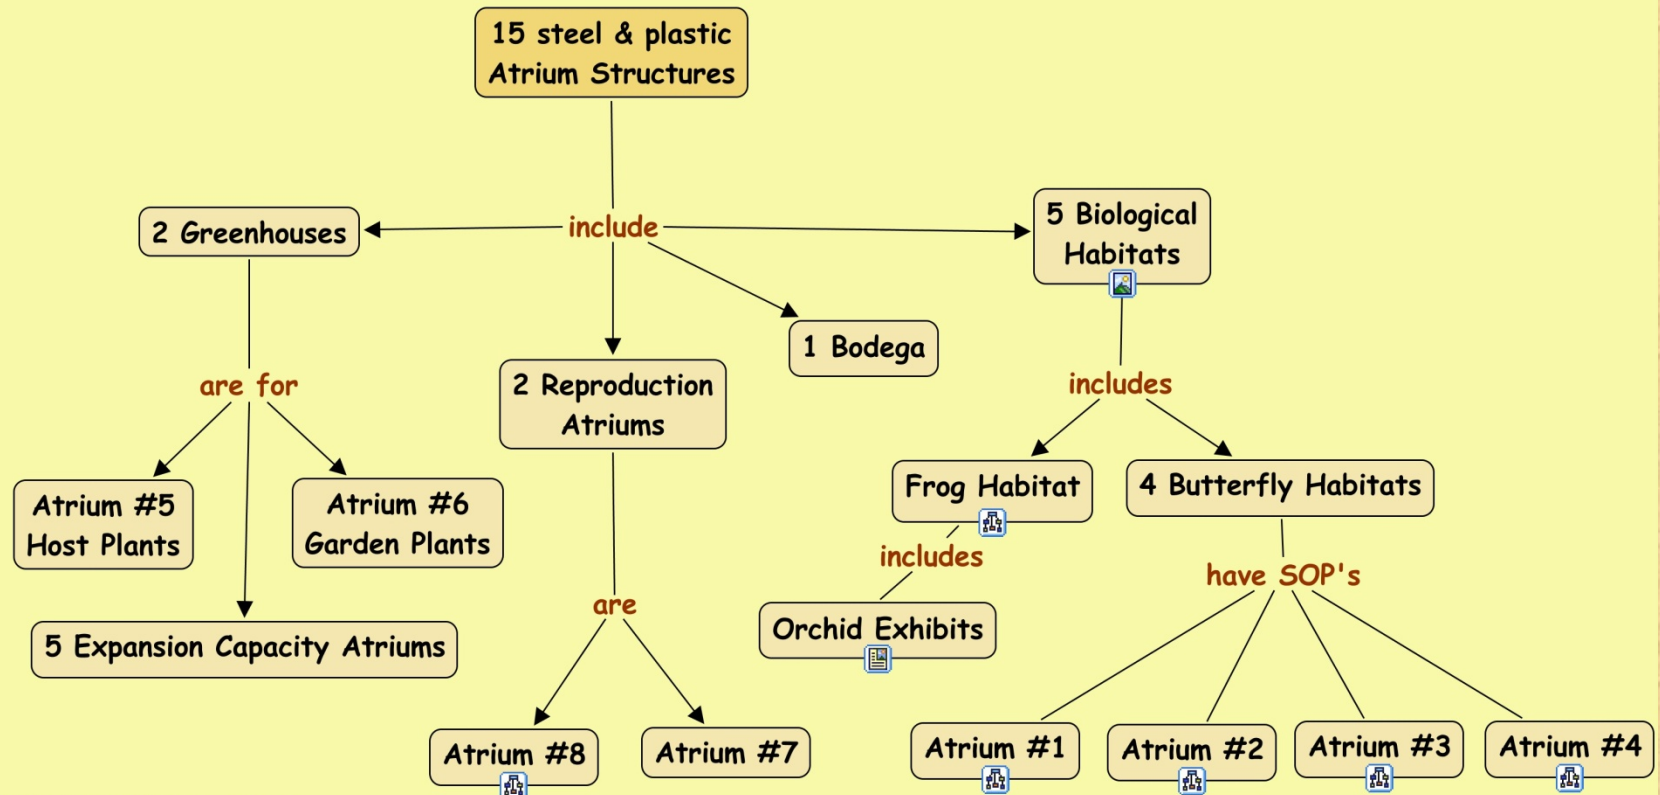 15 steel & plastic
Atrium Structures
include
2 Greenhouses
5 Biological
Habitats
1 Bodega
2 Reproduction
Atriums
are for
includes
Atrium #5
Host Plants
Atrium #6
Garden Plants
5 Expansion Capacity Atriums
are
Atrium #8
Atrium #7
Frog Habitat
4 Butterfly Habitats
includes
Orchid Exhibits
have SOP's
Atrium #1
Atrium #2
Atrium #3
Atrium #4